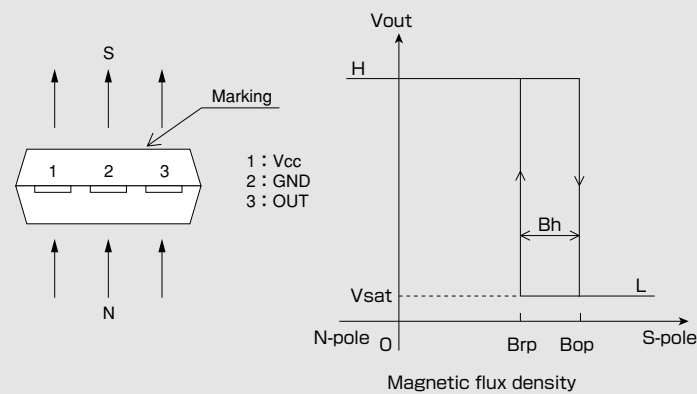 S
Marking
1 2 3
1：Vcc
2：GND
3：OUT
N
Vout
H
Bh
Vsat
L
N-pole O Brp Bop S-pole
Magnetic flux density